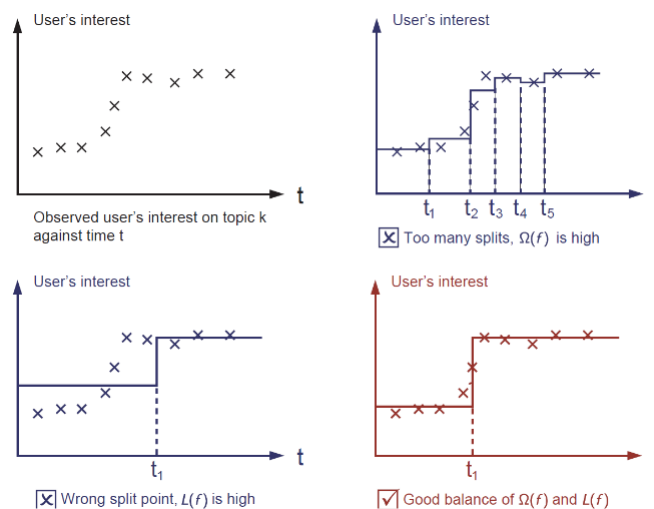 User's interest
t
Observed user's interest on topic k
against time t
User's interest
t₁ t₂ t₃ t₄ t₅
Too many splits, Ω(f) is high
User's interest
t
t₁
Wrong split point, L(f) is high
User's interest
t₁
Good balance of Ω(f) and L(f)